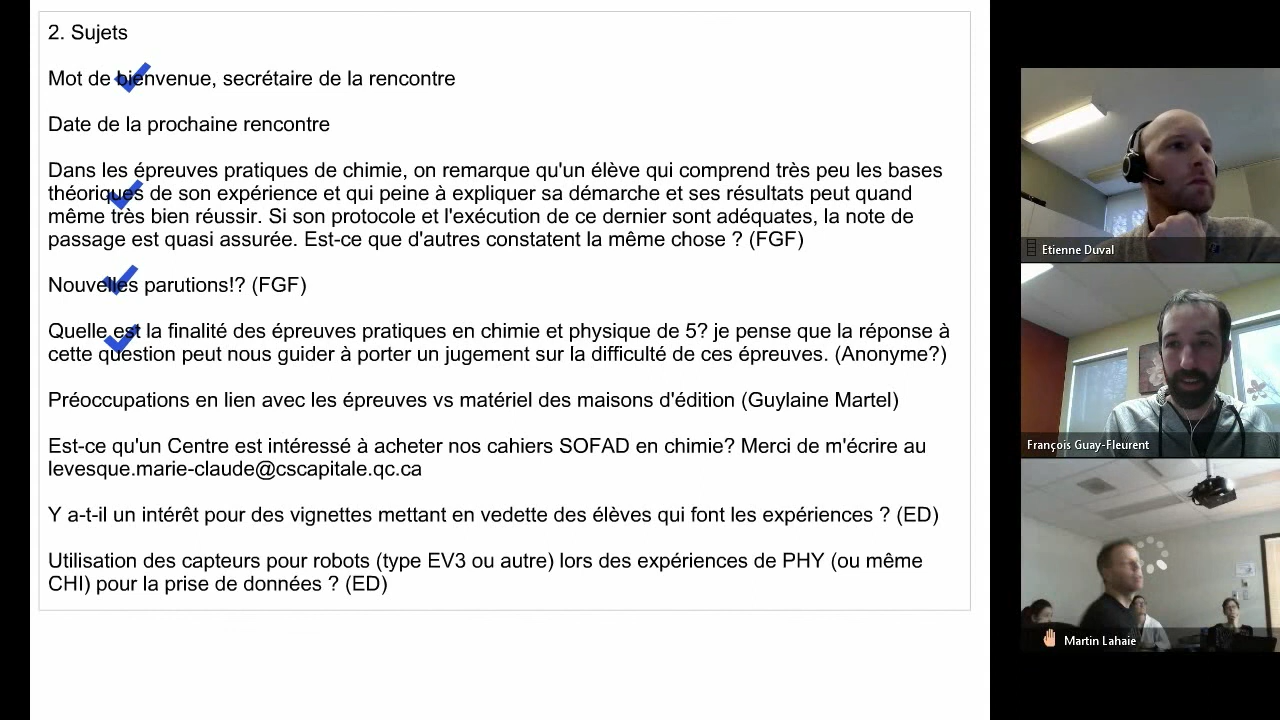 2. Sujets
Mot de bienvenue, secrétaire de la rencontre
Date de la prochaine rencontre
Dans les épreuves pratiques de chimie, on remarque qu'un élève qui comprend très peu les bases
théoriques de son expérience et qui peine à expliquer sa démarche et ses résultats peut quand
même très bien réussir. Si son protocole et l'exécution de ce dernier sont adéquates, la note de
passage est quasi assurée. Est-ce que d'autres constatent la même chose ? (FGF)
Nouvelles parutions!? (FGF)
Quelle est la finalité des épreuves pratiques en chimie et physique de 5? je pense que la réponse à
cette question peut nous guider à porter un jugement sur la difficulté de ces épreuves. (Anonyme?)
Préoccupations en lien avec les épreuves vs matériel des maisons d'édition (Guylaine Martel)
Est-ce qu'un Centre est intéressé à acheter nos cahiers SOFAD en chimie? Merci de m'écrire au
levesque.marie-claude@cscapitale.qc.ca
Y a-t-il un intérêt pour des vignettes mettant en vedette des élèves qui font les expériences ? (ED)
Utilisation des capteurs pour robots (type EV3 ou autre) lors des expériences de PHY (ou même
CHI) pour la prise de données ? (ED)
Etienne Duval
François Guay-Fleurent
Martin Lahaie